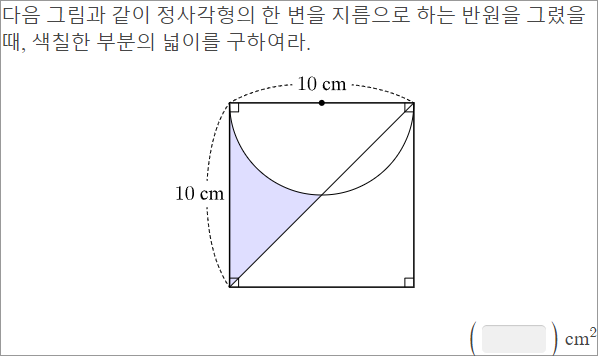 다음 그림과 같이 정사각형의 한 변을 지름으로 하는 반원을 그렸을
때, 색칠한 부분의 넓이를 구하여라.
10 cm
10 cm
( ) cm²